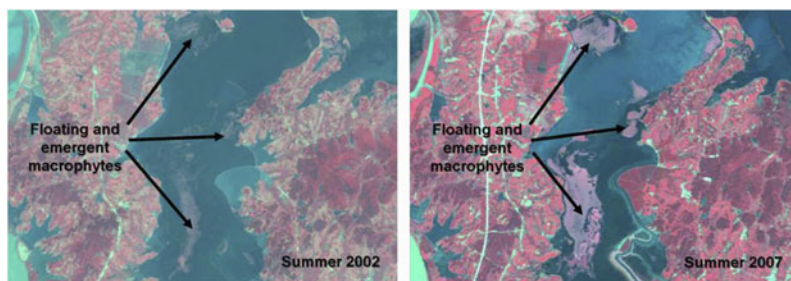 Floating and
emergent
macrophytes
Summer 2002
Floating and
emergent
macrophytes
Summer 2007